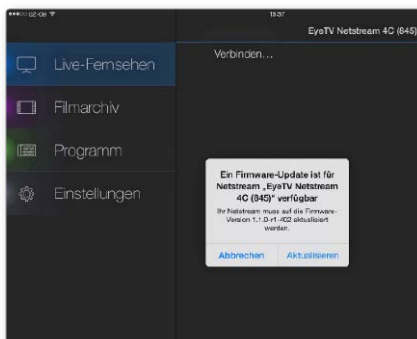 02-de
15:37
EyeTV Netstream 4C (845)
Live-Fernsehen
Verbinden...
Filmarchiv
Programm
Einstellungen
Ein Firmware-Update ist für
Netstream „EyeTV Netstream
4C (845)“ verfügbar
Ihr Netstream muss auf die Firmware-
Version 1.1.0-r1-402 aktualisiert
werden.
Abbrechen Aktualisieren